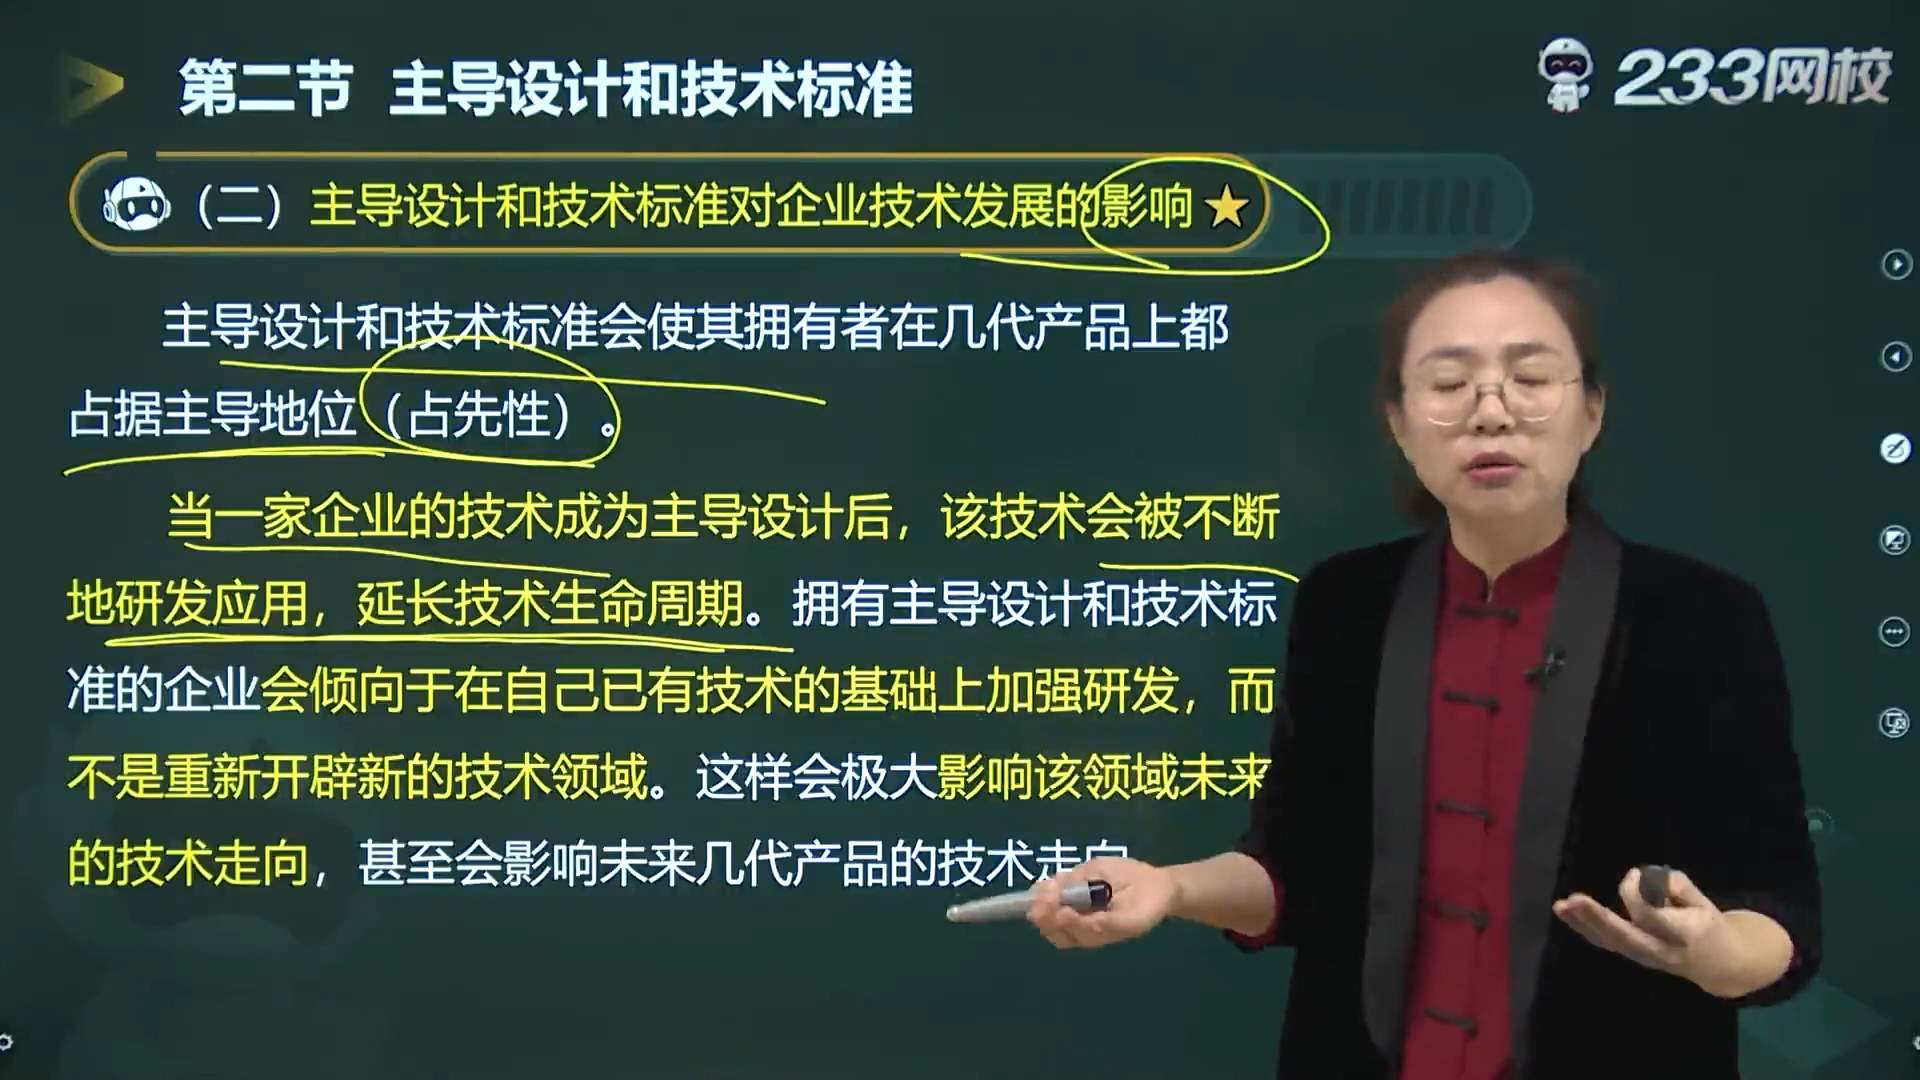 第二节 主导设计和技术标准
233网校
（二）主导设计和技术标准对企业技术发展的影响
主导设计和技术标准会使其拥有者在几代产品上都
占据主导地位（占先性）。
当一家企业的技术成为主导设计后，该技术会被不断
地研发应用，延长技术生命周期。拥有主导设计和技术标
准的企业会倾向于在自己已有技术的基础上加强研发，而
不是重新开辟新的技术领域。这样会极大影响该领域未来
的技术走向，甚至会影响未来几代产品的技术走向